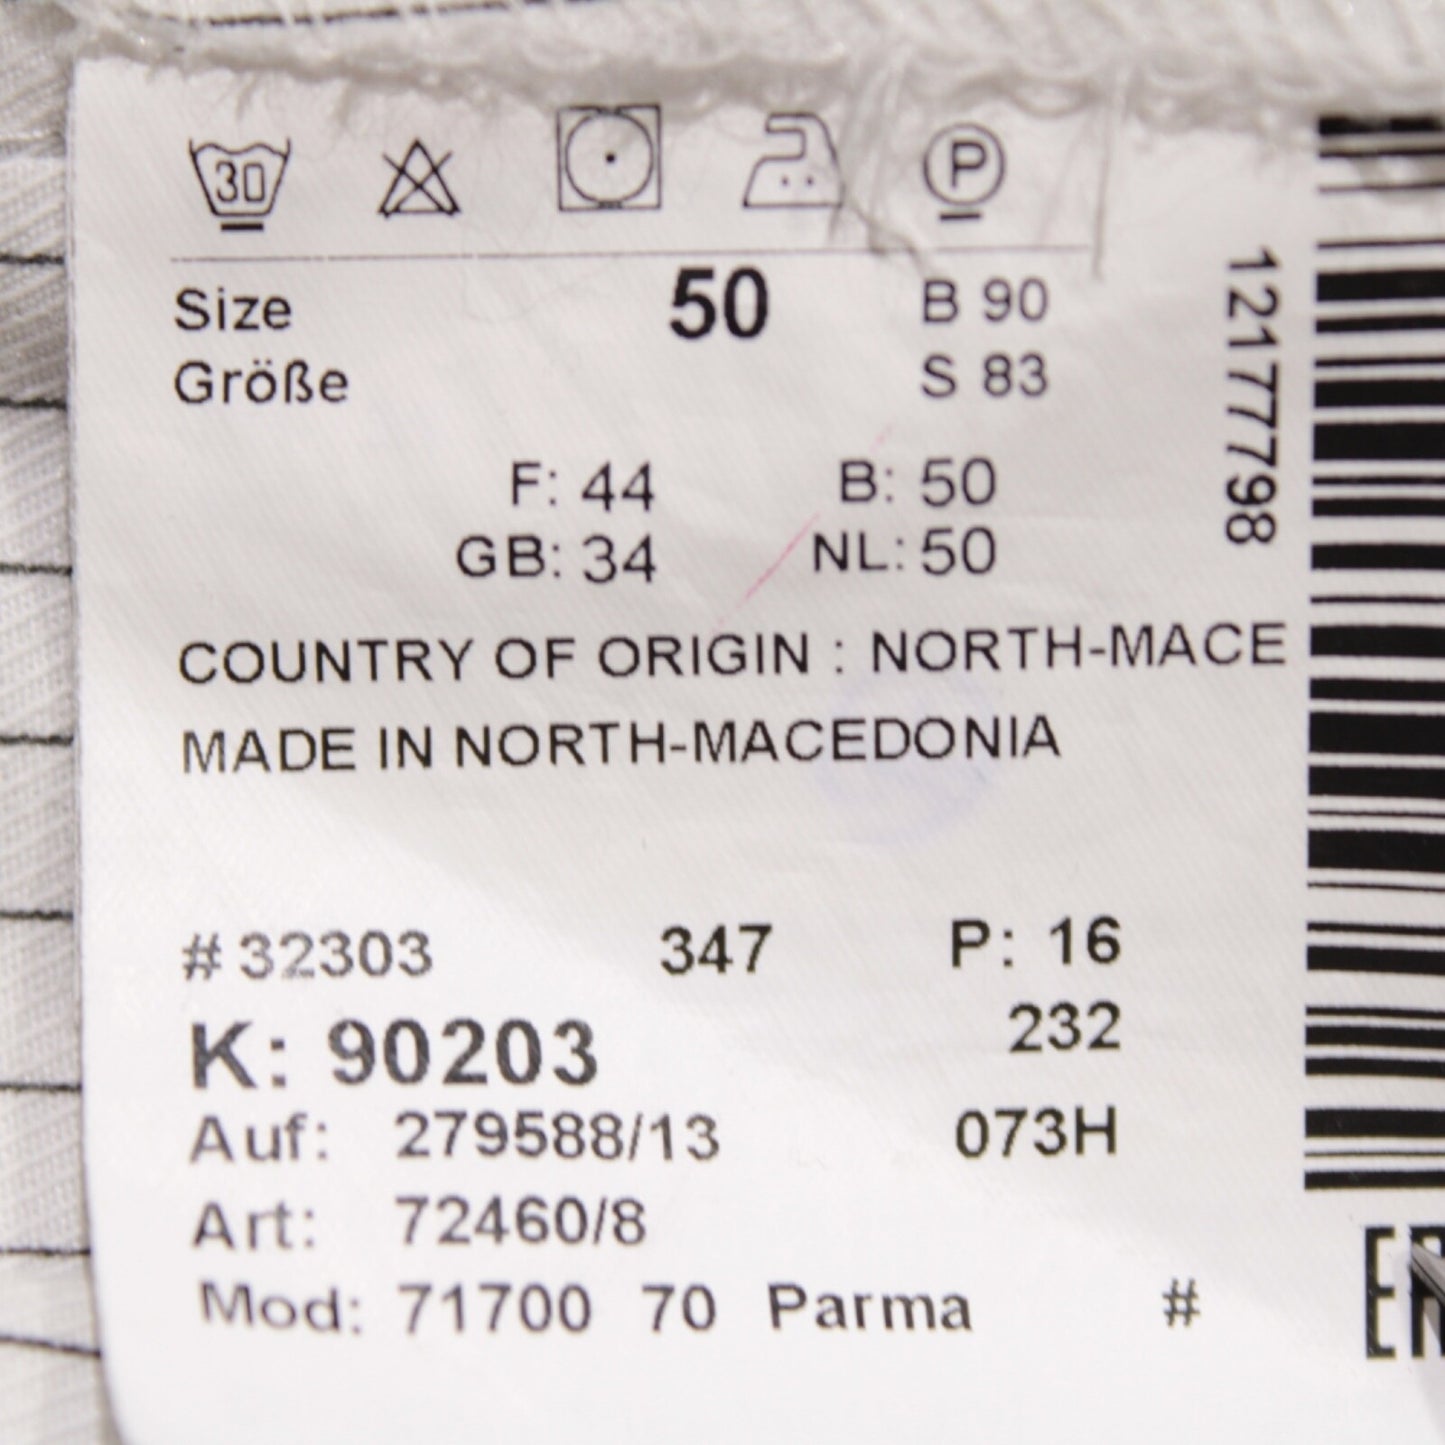 30 P
Size 50 B 90
Größe S 83
F: 44 B: 50
GB: 34 NL: 50
COUNTRY OF ORIGIN : NORTH-MACE
MADE IN NORTH-MACEDONIA
#32303 347 P: 16
K: 90203 232
Auf: 279588/13 073H
Art: 72460/8
Mod: 71700 70 Parma #
12177798